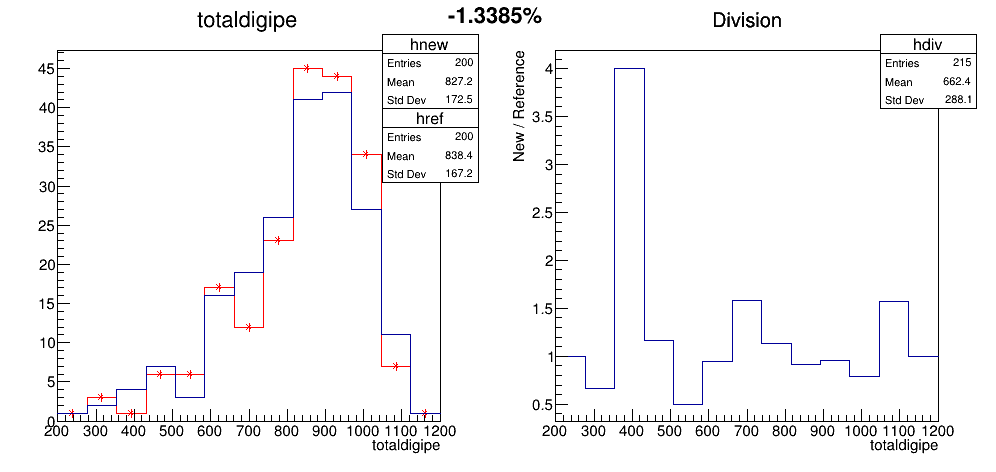 -1.3385%
totaldigipe
hnew
Entries 200
Mean 827.2
Std Dev 172.5
href
Entries 200
Mean 838.4
Std Dev 167.2
45
40
35
30
25
20
15
10
5
0
200 300 400 500 600 700 800 900 1000 1100 1200
totaldigipe
Division
hdiv
Entries 215
Mean 662.4
Std Dev 288.1
New / Reference
4
3.5
3
2.5
2
1.5
1
0.5
200 300 400 500 600 700 800 900 1000 1100 1200
totaldigipe